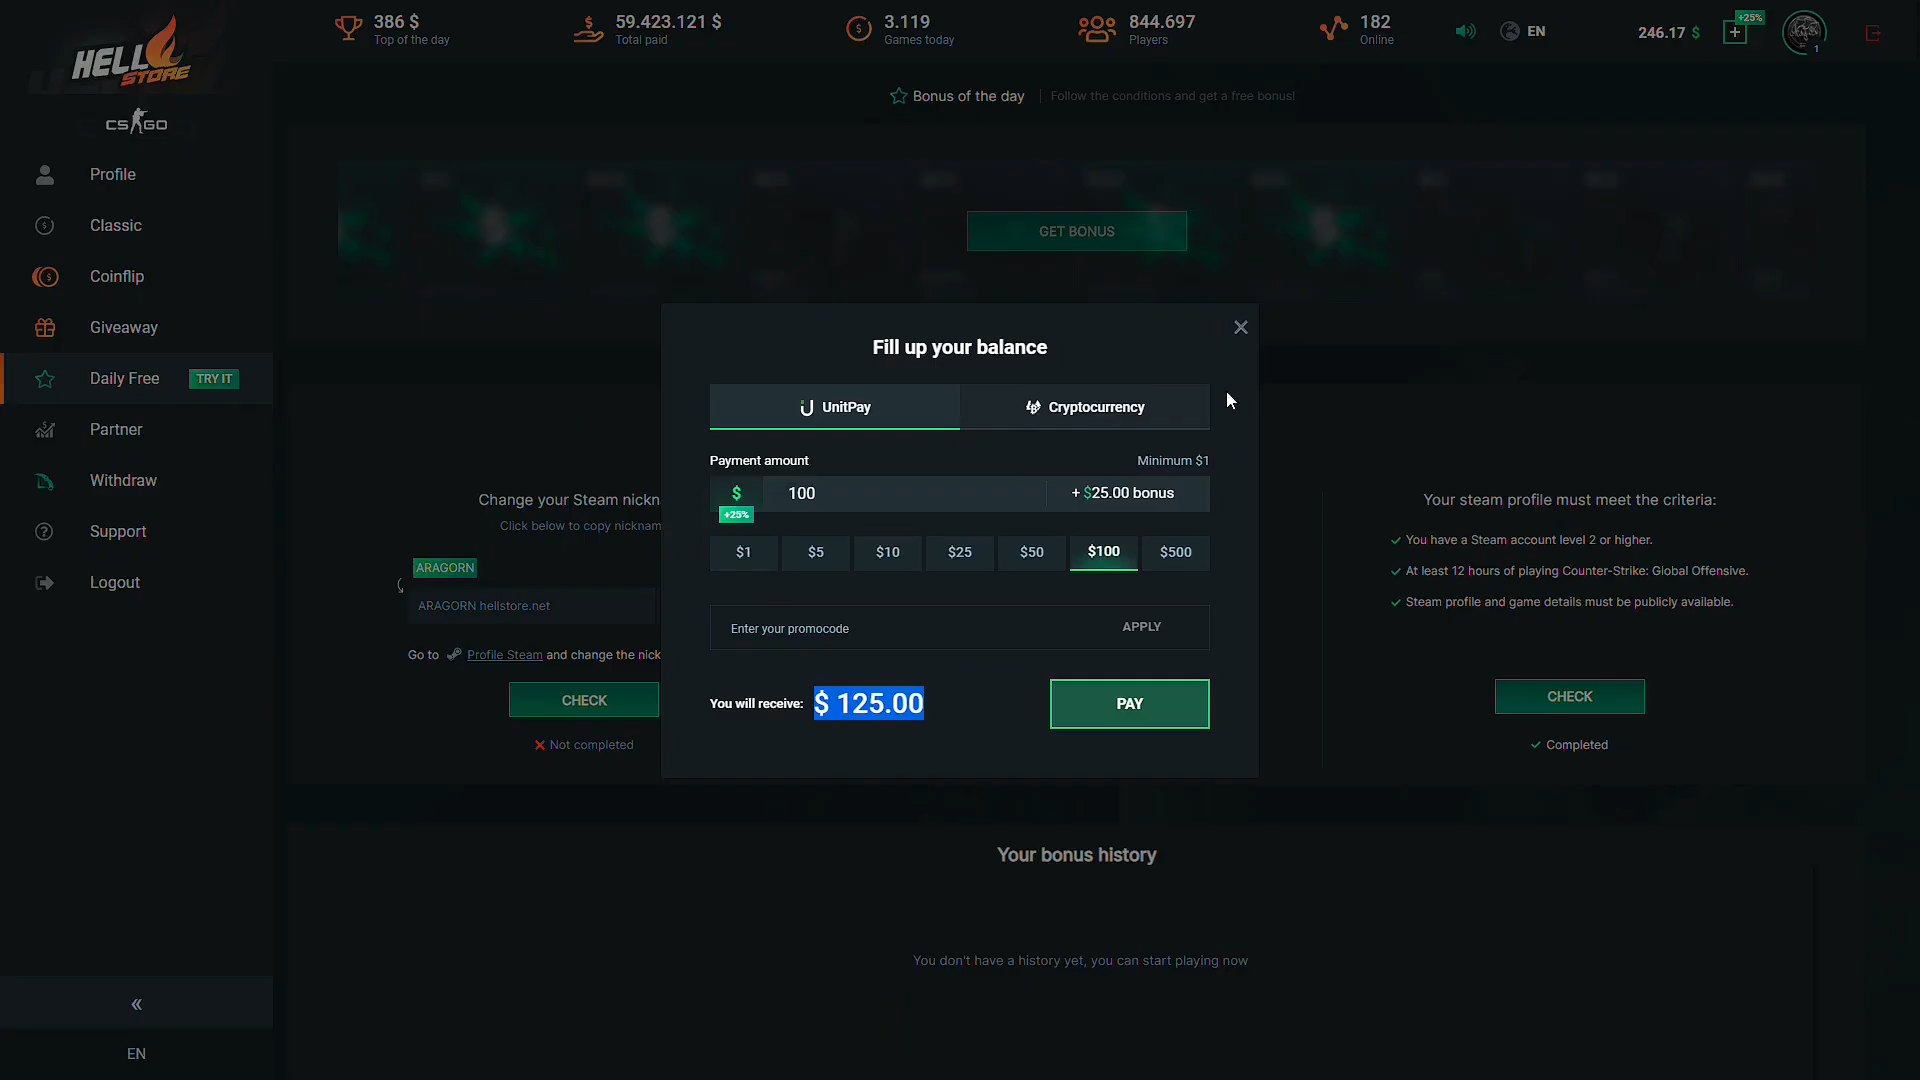 HELL STORE
CS GO
386 $
Top of the day
59.423.121 $
Total paid
3.119
Games today
844.697
Players
182
Online
EN
246.17 $
+25%
1
Profile
Classic
Coinflip
Giveaway
Daily Free TRY IT
Partner
Withdraw
Support
Logout
«
EN
Bonus of the day
Follow the conditions and get a free bonus!
GET BONUS
Fill up your balance
UnitPay
Cryptocurrency
Payment amount
Minimum $1
$
100
+ $25.00 bonus
+25%
$1
$5
$10
$25
$50
$100
$500
Enter your promocode
APPLY
You will receive: $ 125.00
PAY
Change your Steam nickn
Click below to copy nicknam
ARAGORN
ARAGORN hellstore.net
Go to Profile Steam and change the nick
CHECK
Not completed
Your steam profile must meet the criteria:
You have a Steam account level 2 or higher.
At least 12 hours of playing Counter-Strike: Global Offensive.
Steam profile and game details must be publicly available.
CHECK
Completed
Your bonus history
You don't have a history yet, you can start playing now